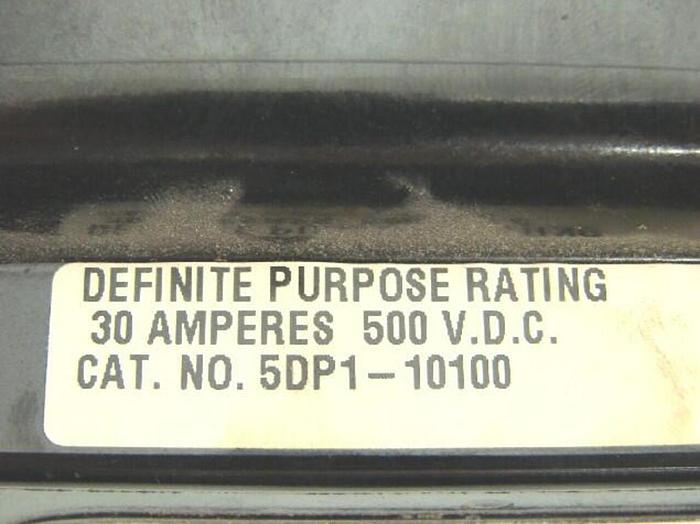 DEFINITE PURPOSE RATING
30 AMPERES 500 V.D.C.
CAT. NO. 5DP1-10100